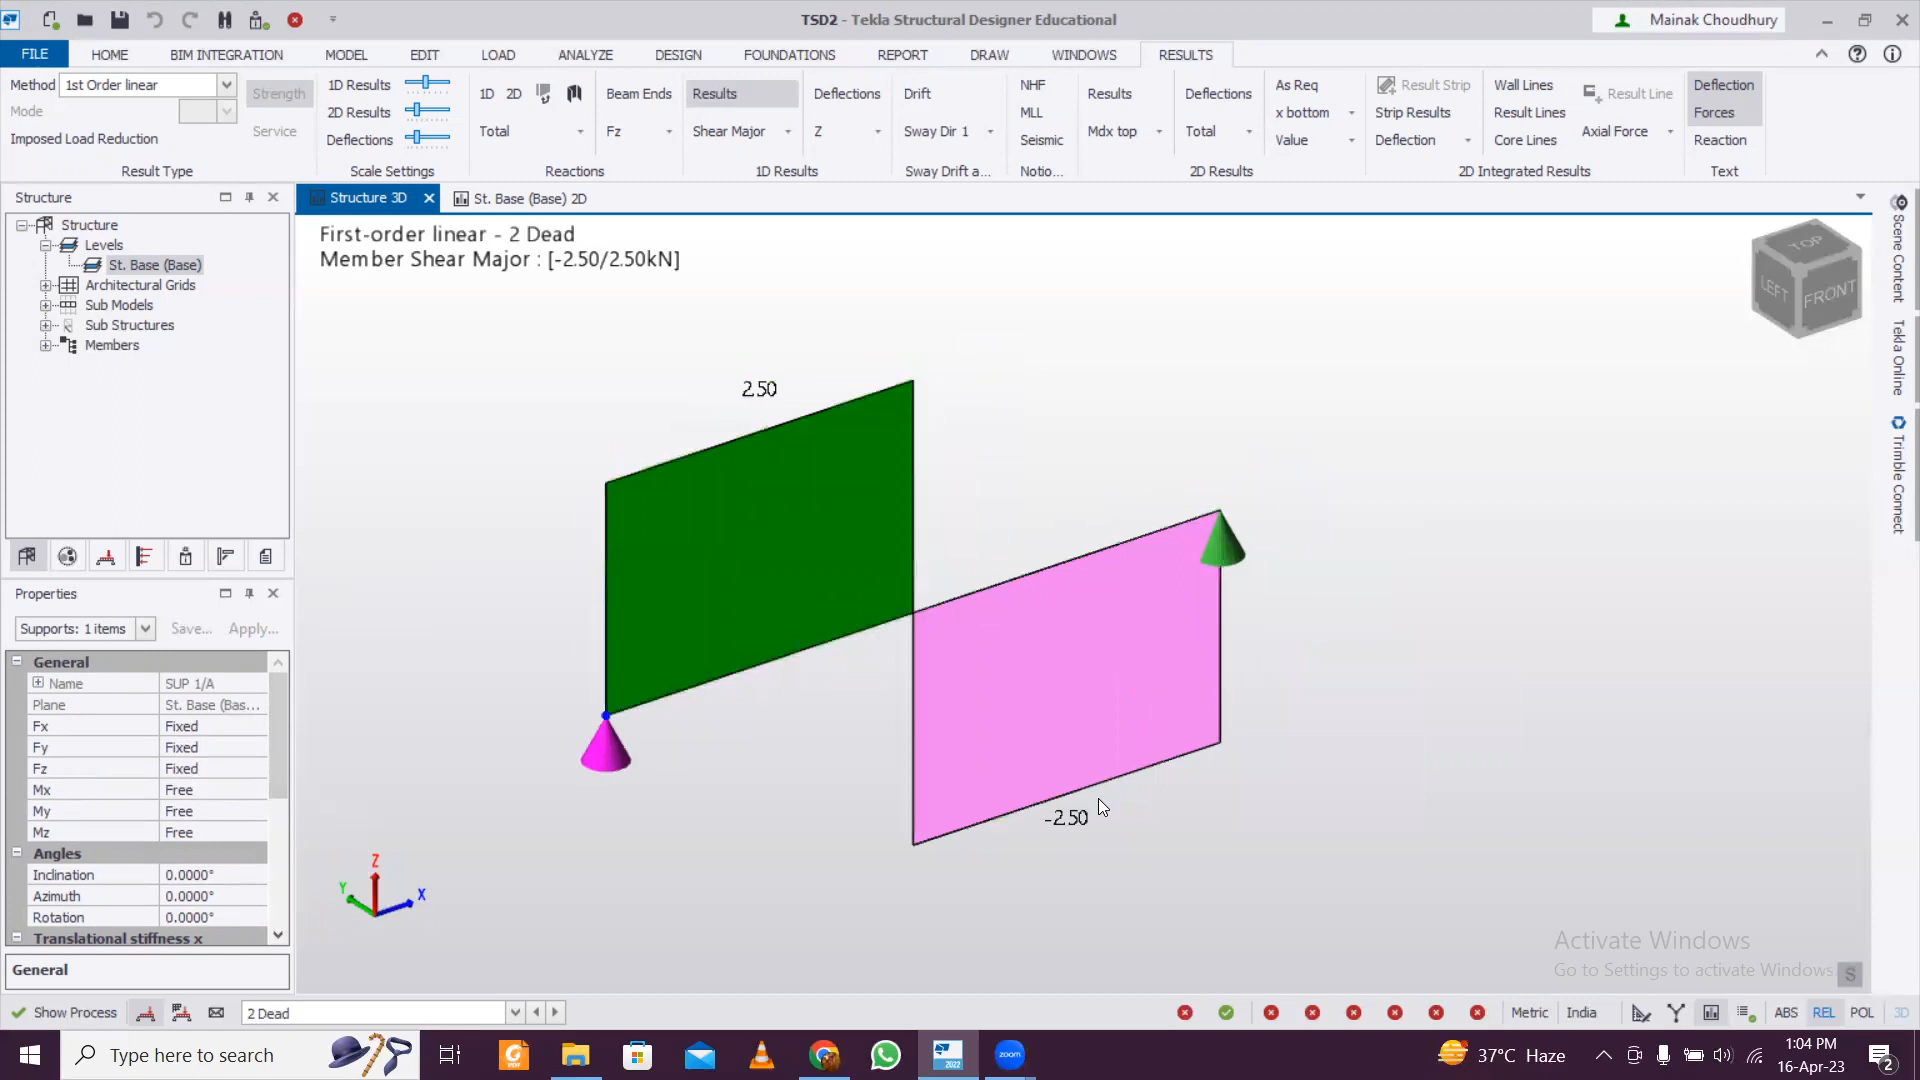 TSD2 - Tekla Structural Designer Educational
Mainak Choudhury
FILE HOME BIM INTEGRATION MODEL EDIT LOAD ANALYZE DESIGN FOUNDATIONS REPORT DRAW WINDOWS RESULTS
Method 1st Order linear
Mode
Imposed Load Reduction
Strength
Service
Result Type
1D Results
2D Results
Deflections
Scale Settings
1D 2D
Total
Beam Ends
Fz
Reactions
Results
Shear Major
Deflections
Z
1D Results
Drift
Sway Dir 1
Sway Drift a...
NHF
MLL
Seismic
Notio...
Results
Mdx top
Deflections
Total
2D Results
As Req
x bottom
Value
Result Strip
Strip Results
Deflection
Wall Lines
Result Lines
Core Lines
Result Line
Axial Force
2D Integrated Results
Deflection
Forces
Reaction
Text
Structure
Structure
Levels
St. Base (Base)
Architectural Grids
Sub Models
Sub Structures
Members
Structure 3D
St. Base (Base) 2D
First-order linear - 2 Dead
Member Shear Major : [-2.50/2.50kN]
2.50
-2.50
TOP
LEFT
FRONT
Z
Y
X
Scene Content
Tekla Online
Trimble Connect
Properties
Supports: 1 items Save... Apply...
General
Name SUP 1/A
Plane St. Base (Bas...
Fx Fixed
Fy Fixed
Fz Fixed
Mx Free
My Free
Mz Free
Angles
Inclination 0.0000°
Azimuth 0.0000°
Rotation 0.0000°
Translational stiffness x
General
Activate Windows
Go to Settings to activate Windows.
S
Show Process
2 Dead
Metric India ABS REL POL 3D
Type here to search
PDF
2022
zoom
37°C Haze
1:04 PM
16-Apr-23
2